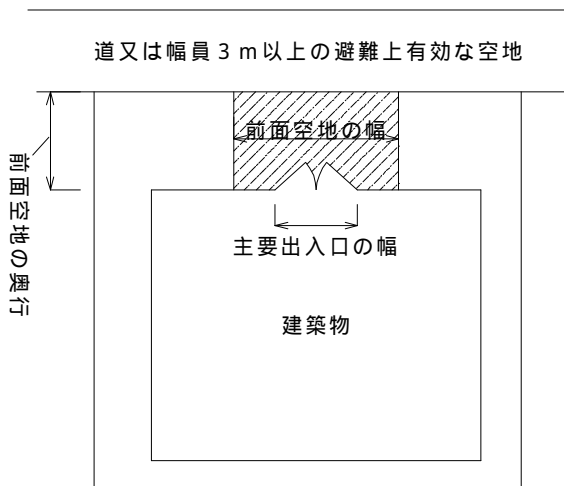 道又は幅員３ｍ以上の避難上有効な空地
前面空地の幅
前面空地の奥行
主要出入口の幅
建築物